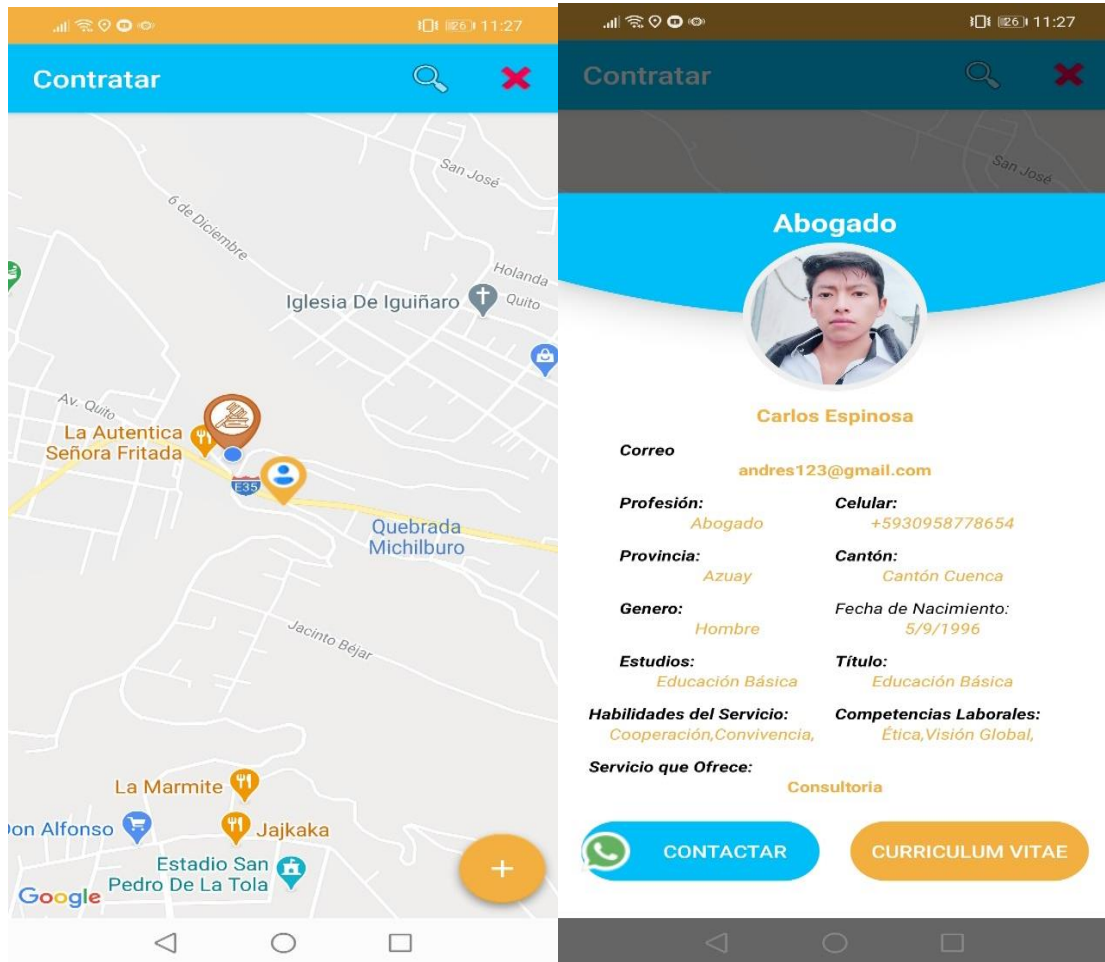 11:27
Contratar
San José
6 de Diciembre
Holanda
Iglesia De Iguiñaro
Quito
Av. Quito
La Autentica
Señora Fritada
E35
Quebrada
Michilburo
Jacinto Béjar
La Marmite
Don Alfonso
Jajkaka
Estadio San
Pedro De La Tola
Google
+
26
11:27
Contratar
San José
Abogado
Carlos Espinosa
Correo
andres123@gmail.com
Profesión: Celular:
Abogado +5930958778654
Provincia: Cantón:
Azuay Cantón Cuenca
Genero: Fecha de Nacimiento:
Hombre 5/9/1996
Estudios: Título:
Educación Básica Educación Básica
Habilidades del Servicio: Competencias Laborales:
Cooperación,Convivencia, Ética,Visión Global,
Servicio que Ofrece:
Consultoria
CONTACTAR CURRICULUM VITAE